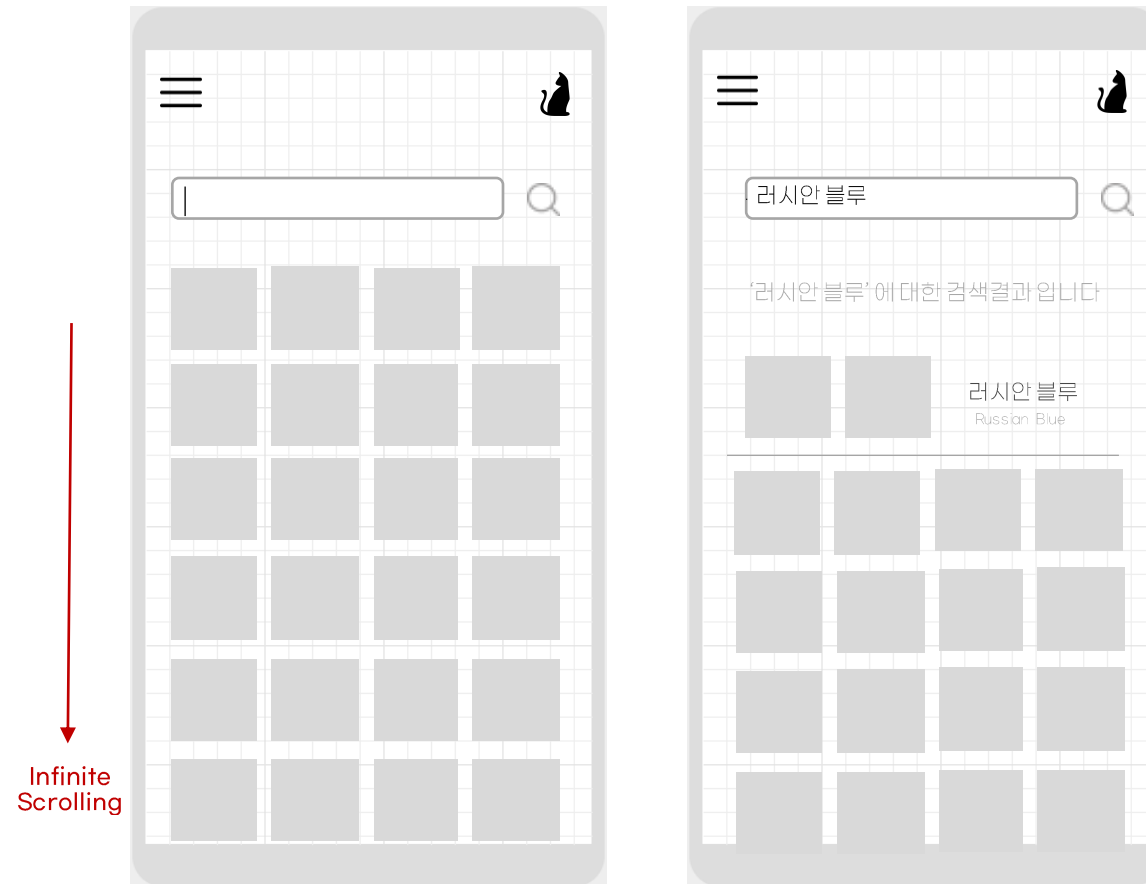 러시안 블루
‘러시안 블루’ 에 대한 검색결과 입니다
러시안 블루
Russian Blue
Infinite
Scrolling